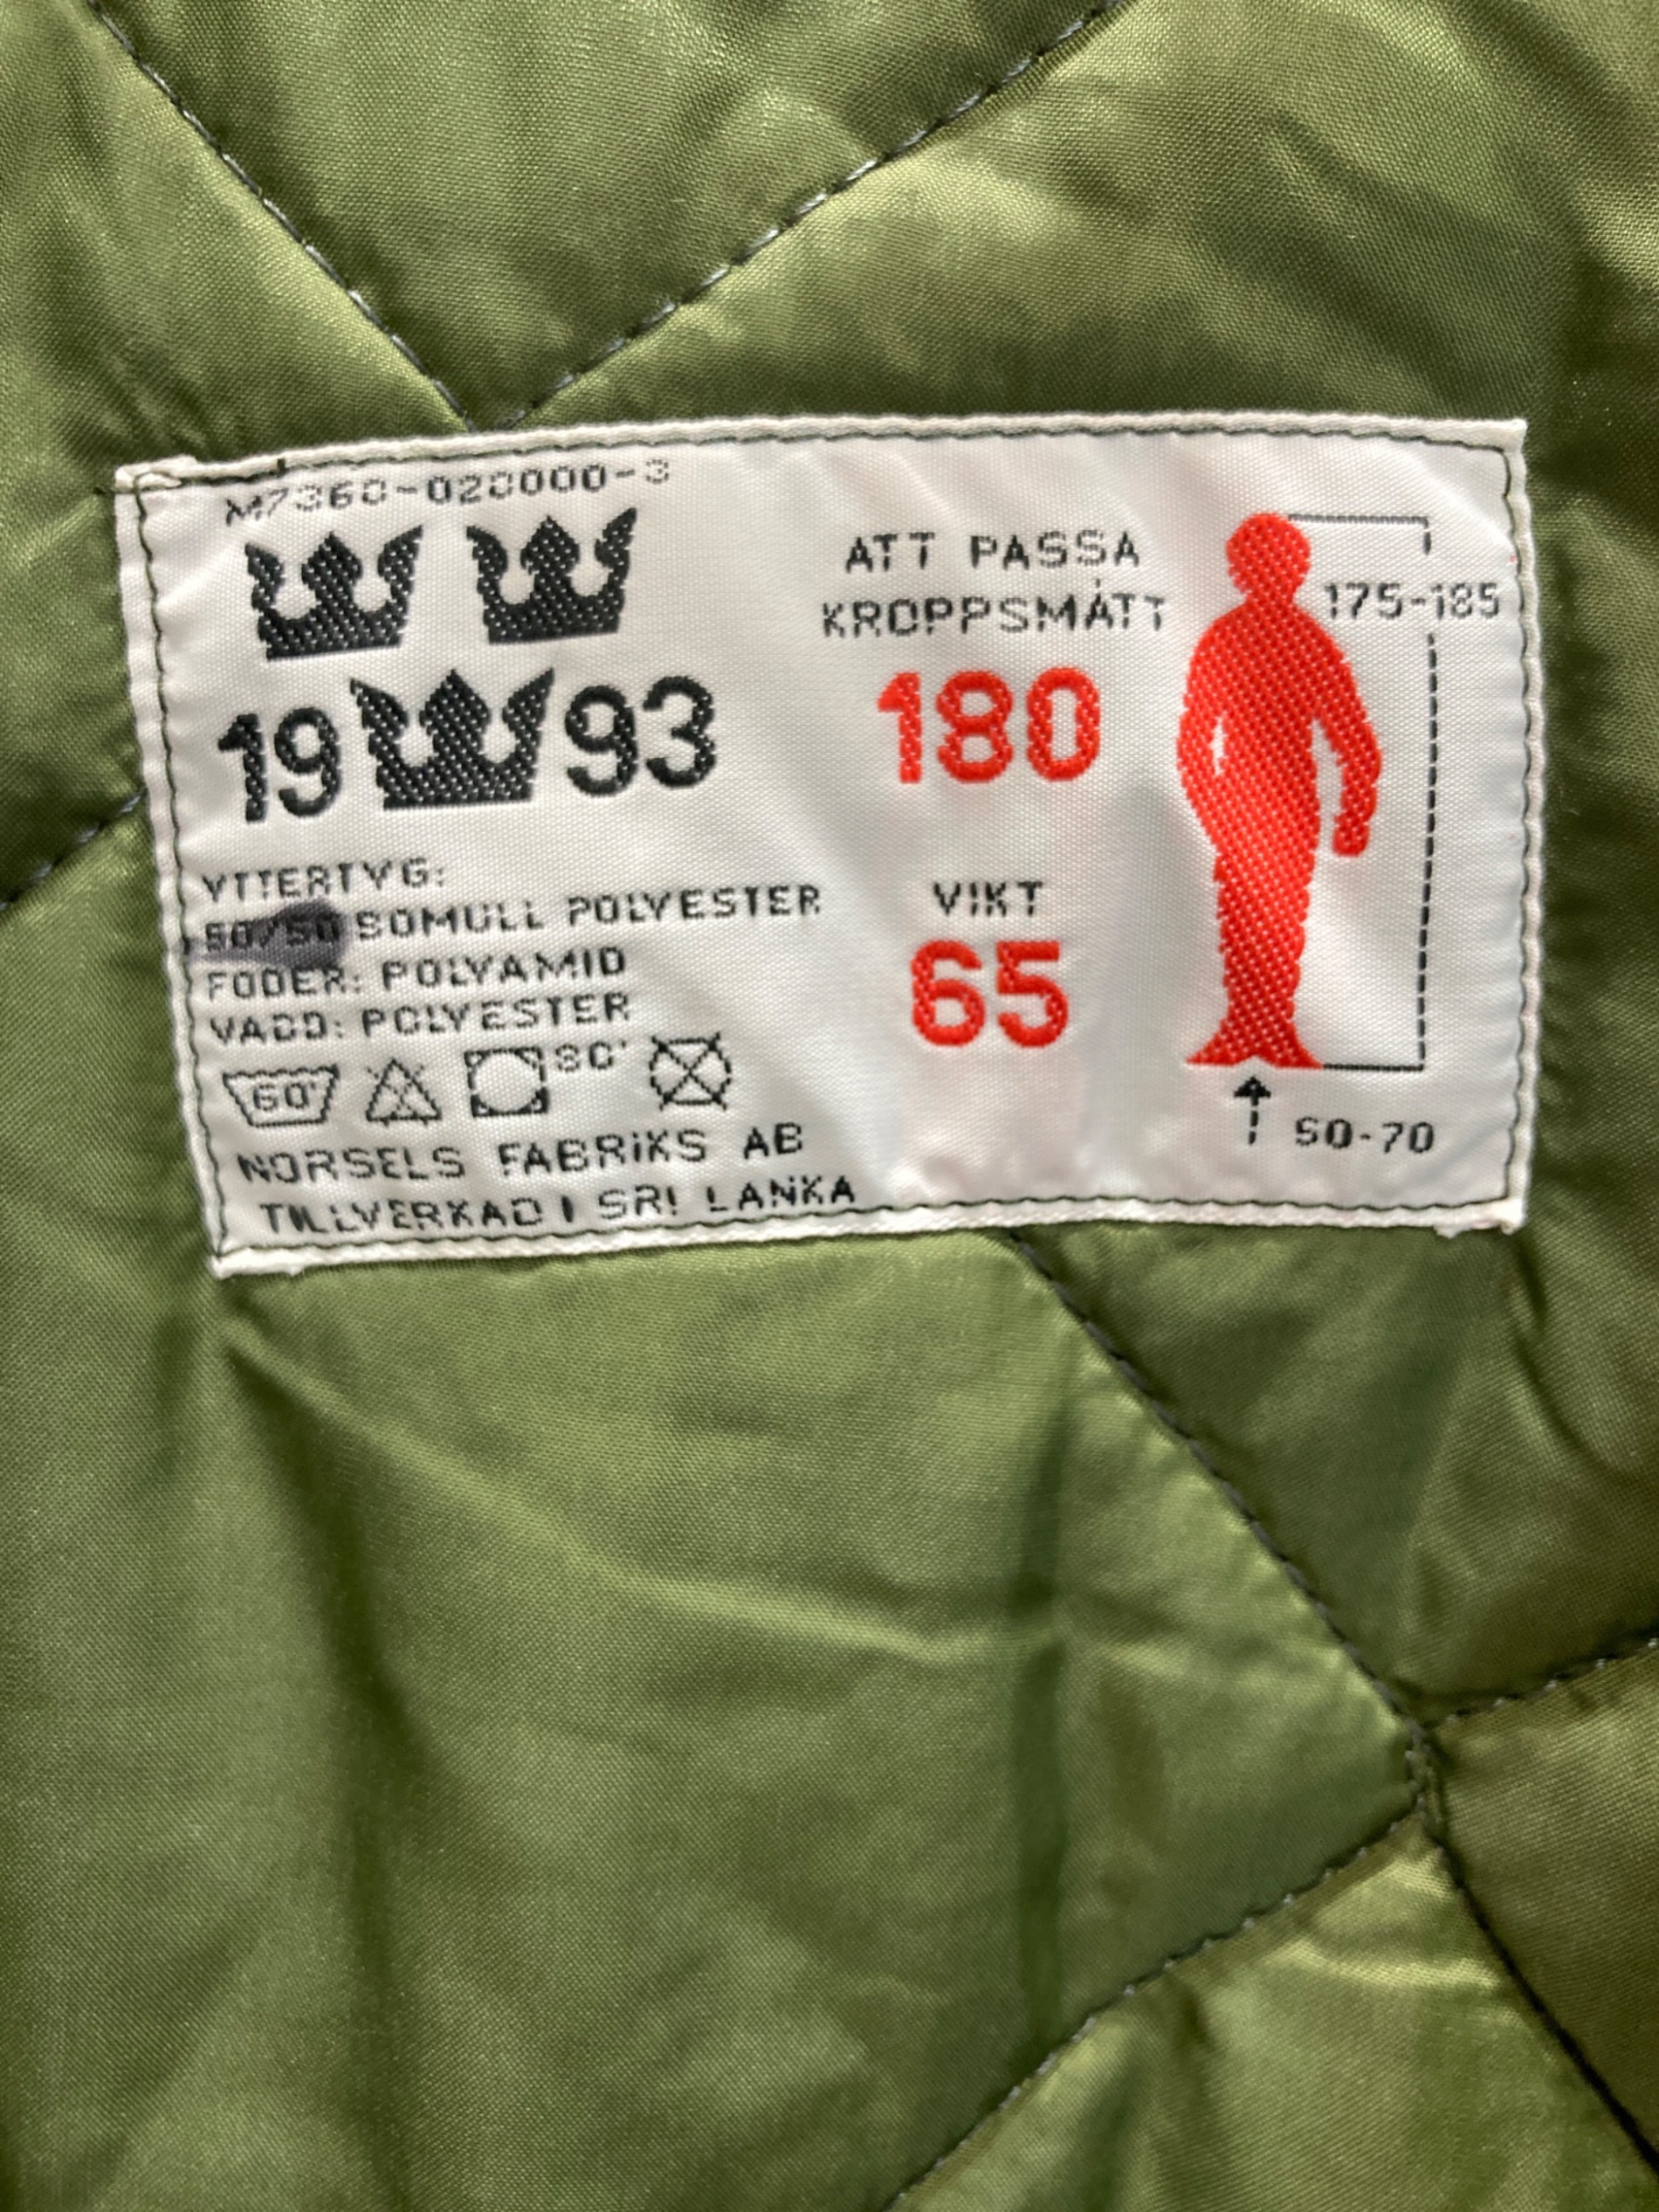 M7360-020000-3
19 93
YTTERTYG:
50/50 BOMULL POLYESTER
FODER: POLYAMID
VADD: POLYESTER
60° 80°
NORSELS FABRIKS AB
TILLVERKAD I SRI LANKA
ATT PASSA
KROPPSMÅTT
180
VIKT
65
175-185
60-70